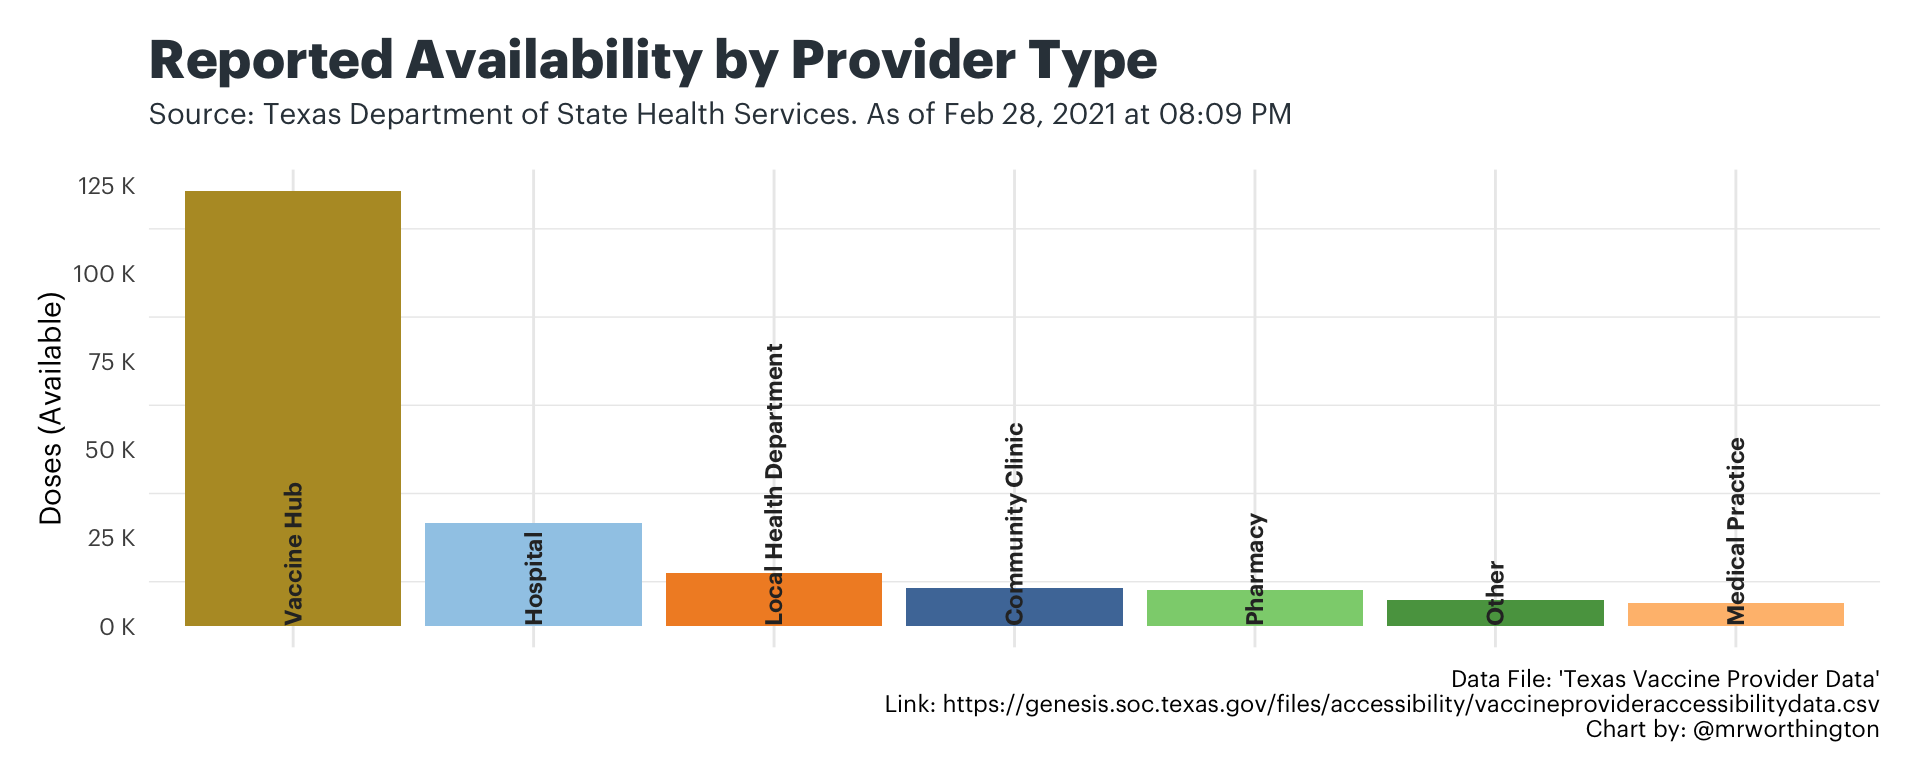 Reported Availability by Provider Type
Source: Texas Department of State Health Services. As of Feb 28, 2021 at 08:09 PM
Doses (Available)
125 K
100 K
75 K
50 K
25 K
0 K
Vaccine Hub
Hospital
Local Health Department
Community Clinic
Pharmacy
Other
Medical Practice
Data File: 'Texas Vaccine Provider Data'
Link: https://genesis.soc.texas.gov/files/accessibility/vaccineprovideraccessibilitydata.csv
Chart by: @mrworthington